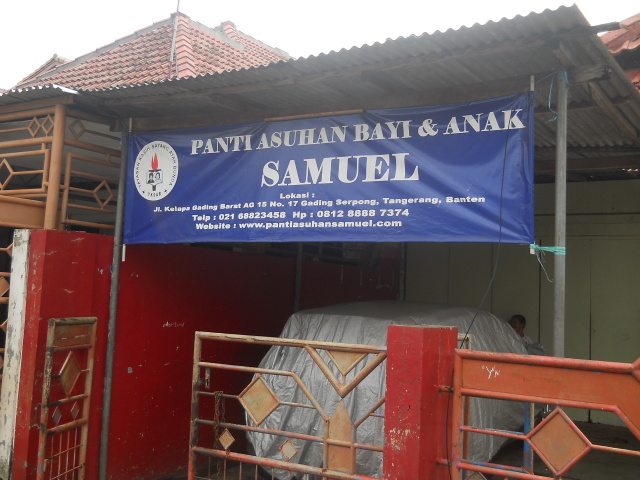 PANTI ASUHAN BAYI & ANAK
SAMUEL
Lokasi :
Jl. Kelapa Gading Barat AG 15 No. 17 Gading Serpong, Tangerang, Banten
Telp : 021 68823458 Hp : 0812 8888 7374
Website : www.pantiasuhansamuel.com